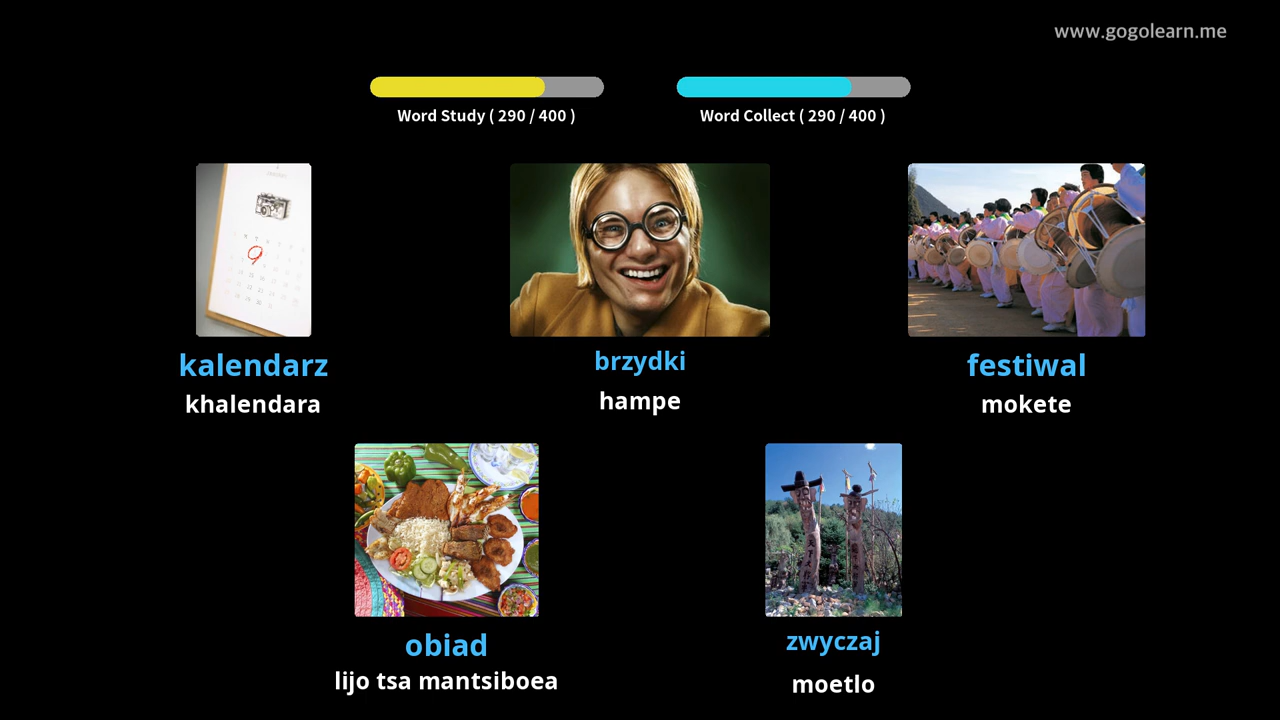 www.gogolearn.me
Word Study ( 290 / 400 )
Word Collect ( 290 / 400 )
kalendarz
khalendara
brzydki
hampe
festiwal
mokete
obiad
lijo tsa mantsiboea
zwyczaj
moetlo